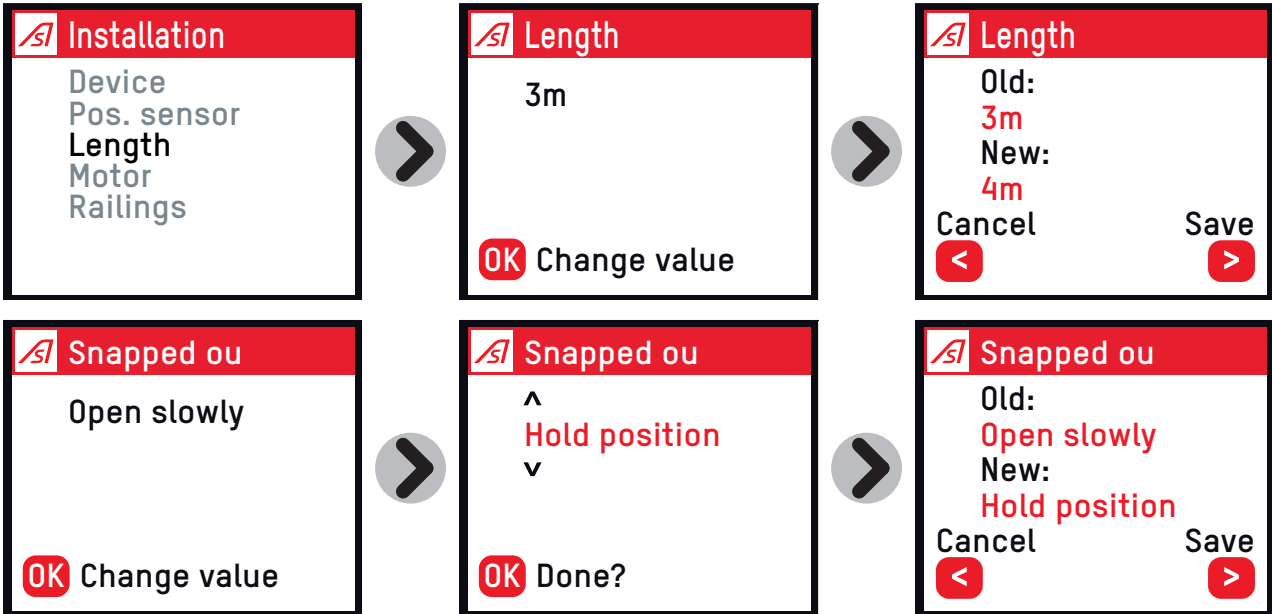 Installation
Device
Pos. sensor
Length
Motor
Railings
Length
3m
OK Change value
Length
Old:
3m
New:
4m
Cancel Save
< >
Snapped ou
Open slowly
OK Change value
Snapped ou
^
Hold position
v
OK Done?
Snapped ou
Old:
Open slowly
New:
Hold position
Cancel Save
< >